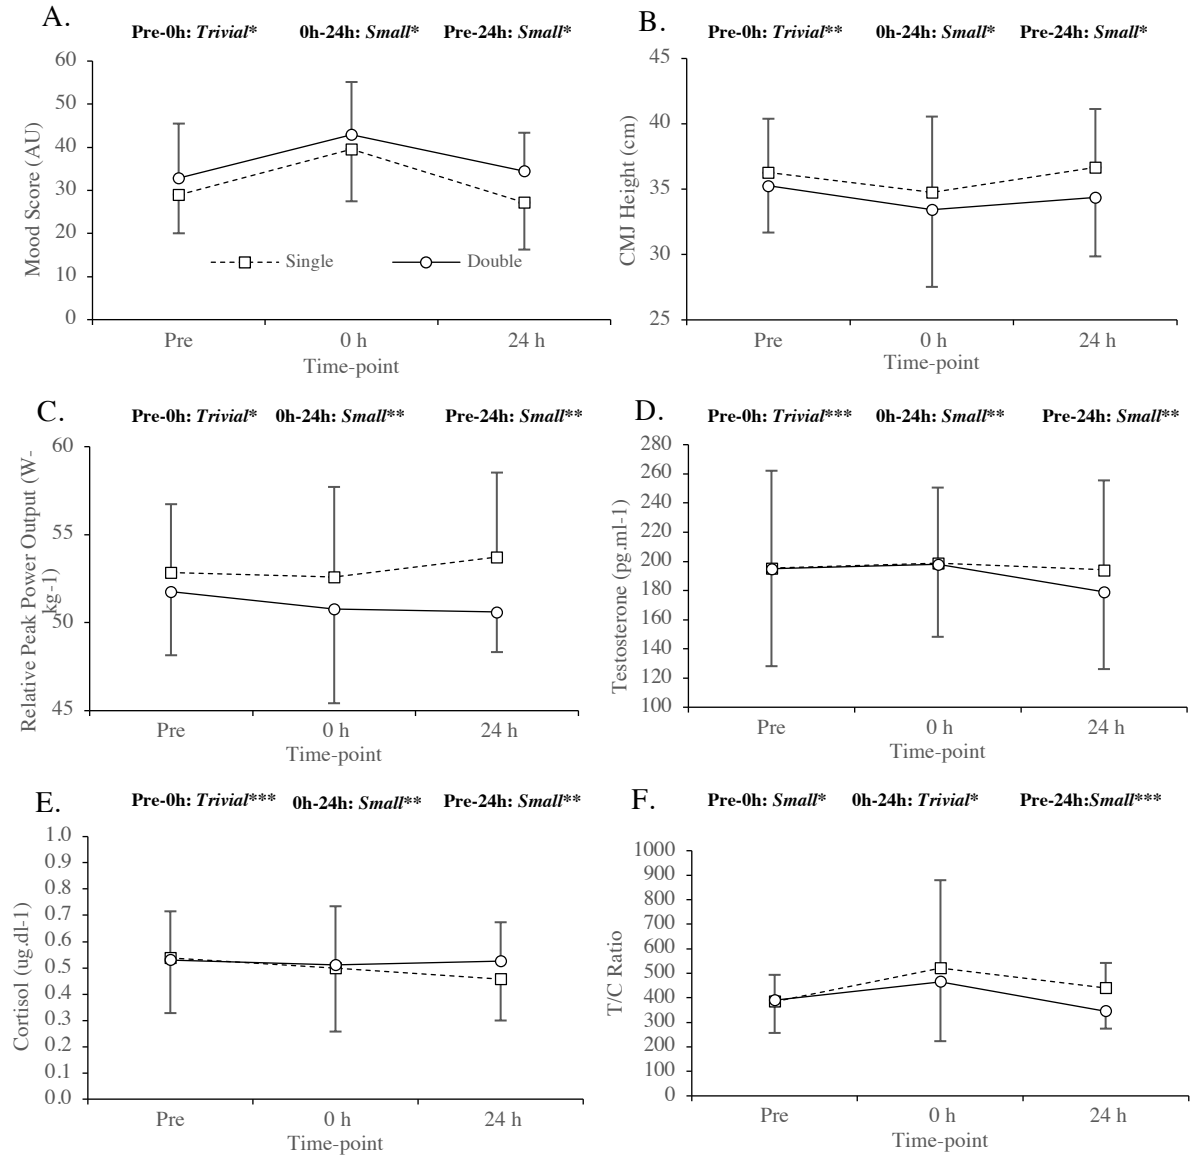 A.
Pre-0h: Trivial* 0h-24h: Small* Pre-24h: Small*
60
50
40
30
20
10
0
Mood Score (AU)
Single Double
Pre 0 h 24 h
Time-point
B.
Pre-0h: Trivial** 0h-24h: Small* Pre-24h: Small*
45
40
35
30
25
CMJ Height (cm)
Pre 0 h 24 h
Time-point
C.
Pre-0h: Trivial* 0h-24h: Small** Pre-24h: Small**
60
55
50
45
Relative Peak Power Output (W-
kg-1)
Pre 0 h 24 h
Time-point
D.
Pre-0h: Trivial*** 0h-24h: Small** Pre-24h: Small**
280
260
240
220
200
180
160
140
120
100
Testosterone (pg.ml-1)
Pre 0 h 24 h
Time-point
E.
Pre-0h: Trivial*** 0h-24h: Small** Pre-24h: Small**
1.0
0.9
0.8
0.7
0.6
0.5
0.4
0.3
0.2
0.1
0.0
Cortisol (ug.dl-1)
Pre 0 h 24 h
Time-point
F.
Pre-0h: Small* 0h-24h: Trivial* Pre-24h:Small***
1000
900
800
700
600
500
400
300
200
100
0
T/C Ratio
Pre 0 h 24 h
Time-point